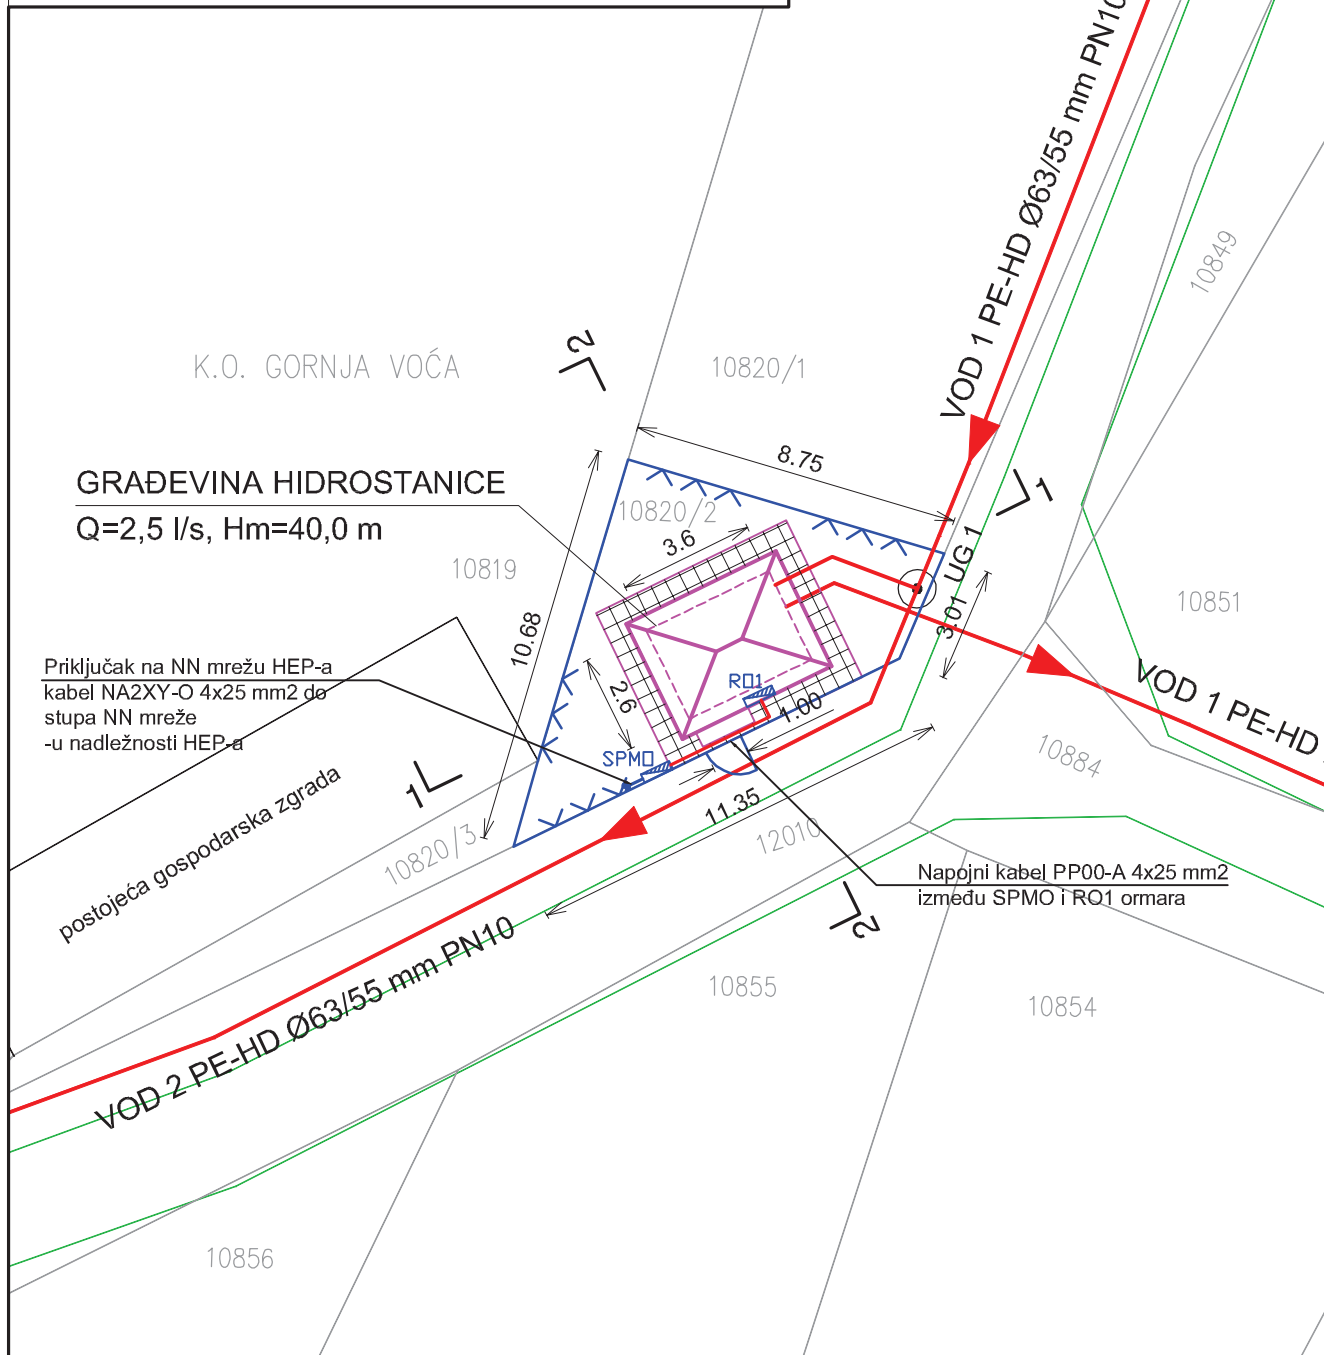 VOD 1 PE-HD Ø63/55 mm PN10
10849
K.O. GORNJA VOĆA
2
10820/1
8.75
1
GRAĐEVINA HIDROSTANICE
Q=2,5 l/s, Hm=40,0 m
10820/2
3.6
10819
UG 1
3.01
10851
10.68
Priključak na NN mrežu HEP-a
kabel NA2XY-O 4x25 mm2 do
stupa NN mreže
-u nadležnosti HEP-a
2.6
RO1
1.00
VOD 1 PE-HD
SPMO
10884
1
11.35
postojeća gospodarska zgrada
10820/3
12010
Napojni kabel PP00-A 4x25 mm2
između SPMO i RO1 ormara
2
VOD 2 PE-HD Ø63/55 mm PN10
10855
10854
10856